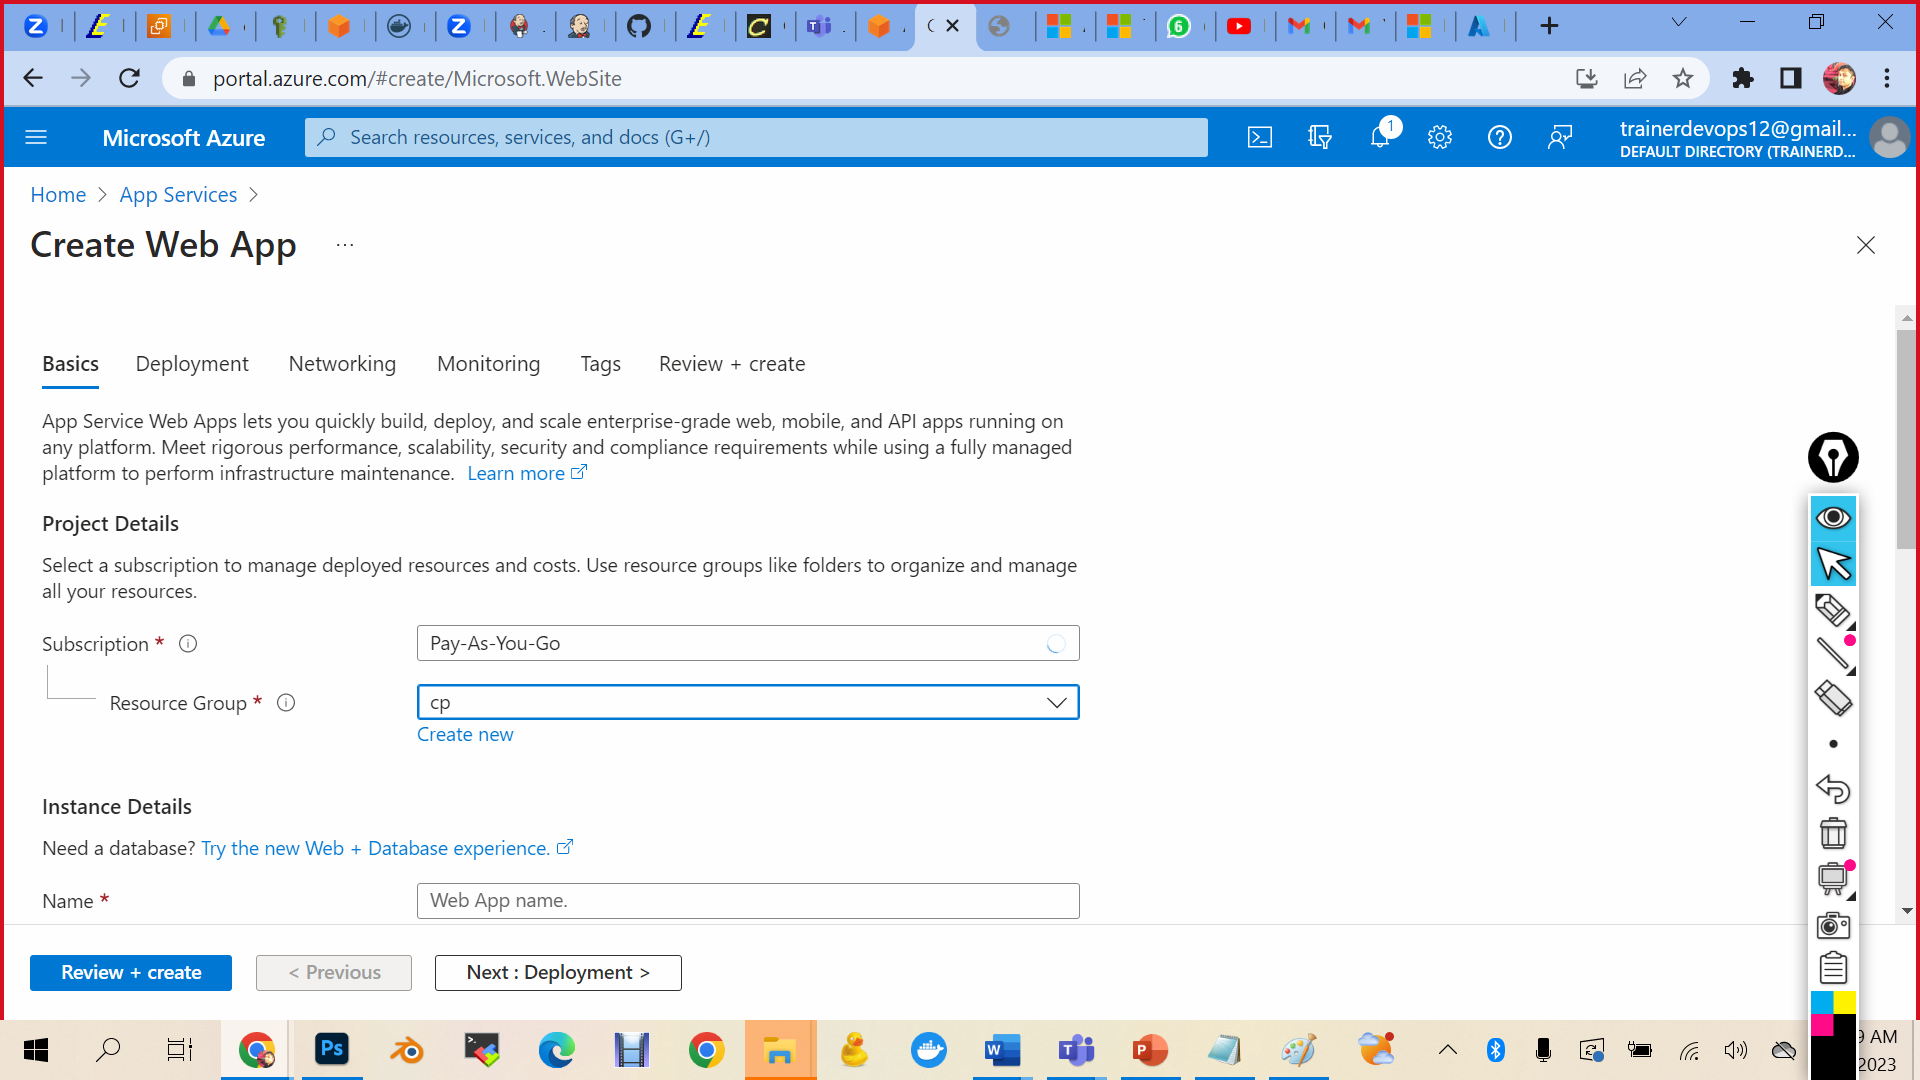 portal.azure.com/#create/Microsoft.WebSite
Microsoft Azure
Search resources, services, and docs (G+/)
1
trainerdevops12@gmail...
DEFAULT DIRECTORY (TRAINERD...
Home > App Services >
Create Web App ...
Basics Deployment Networking Monitoring Tags Review + create
App Service Web Apps lets you quickly build, deploy, and scale enterprise-grade web, mobile, and API apps running on
any platform. Meet rigorous performance, scalability, security and compliance requirements while using a fully managed
platform to perform infrastructure maintenance. Learn more
Project Details
Select a subscription to manage deployed resources and costs. Use resource groups like folders to organize and manage
all your resources.
Subscription * Pay-As-You-Go
Resource Group * cp
Create new
Instance Details
Need a database? Try the new Web + Database experience.
Name * Web App name.
Review + create < Previous Next : Deployment >
9 AM
2023